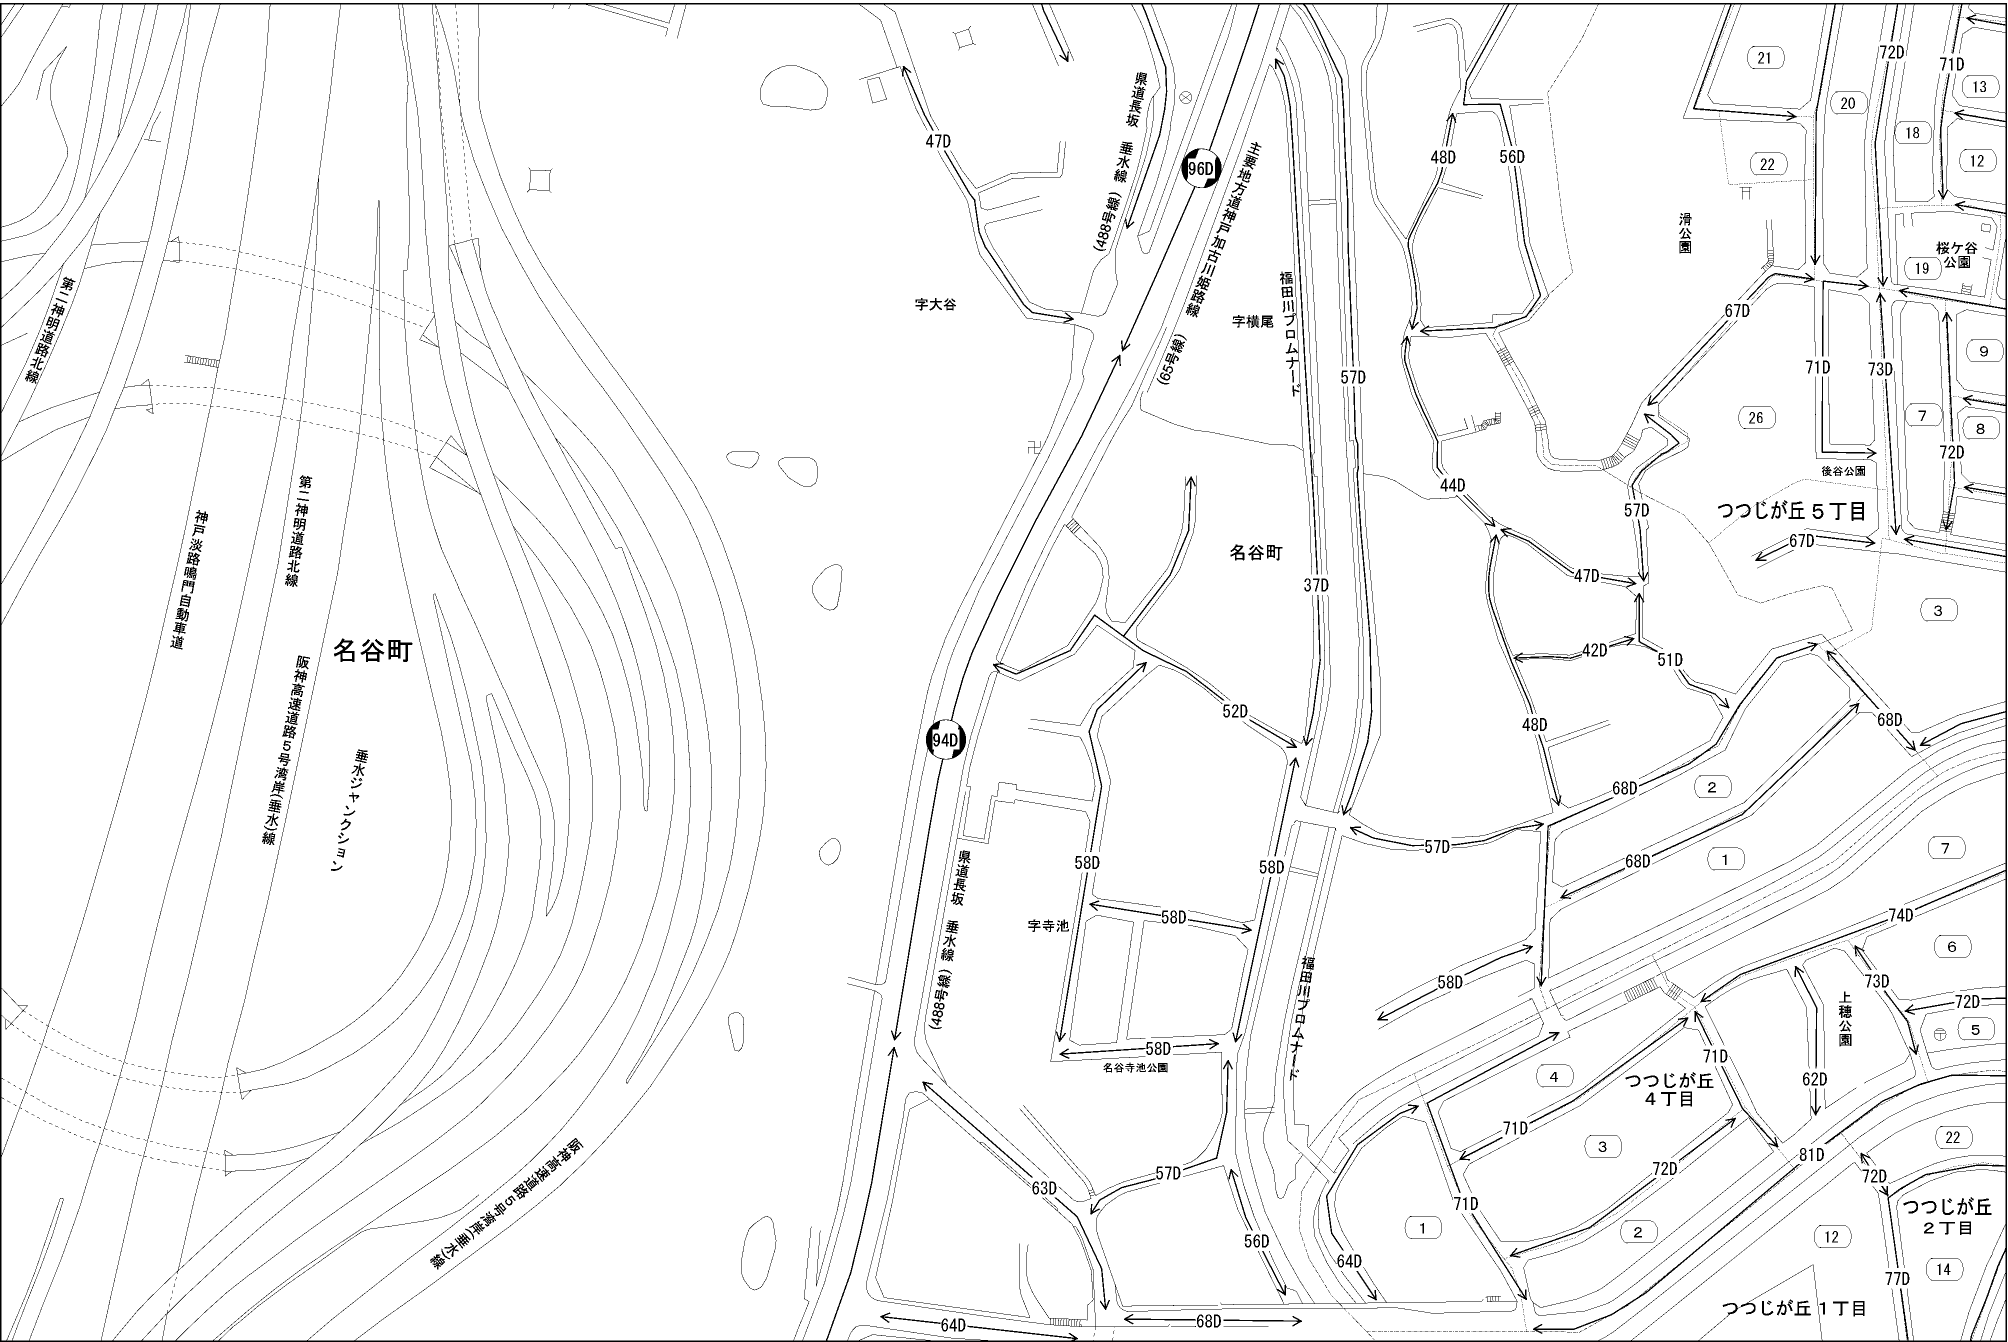 21
20
72D
71D
13
18
12
22
滑公園
桜ケ谷
公園
19
47D
県道長坂 垂水線
(488号線)
96D
主要地方道神戸加古川姫路線
(65号線)
48D
56D
字大谷
字横尾
福田川プロムナード
57D
67D
71D
73D
9
7
8
72D
26
後谷公園
つつじが丘5丁目
67D
3
第二神明道路北線
第二神明道路北線
神戸淡路鳴門自動車道
名谷町
阪神高速道路5号湾岸(垂水)線
垂水ジャンクション
44D
57D
名谷町
37D
47D
42D
51D
52D
48D
68D
68D
2
94D
57D
68D
1
7
58D
58D
県道長坂 垂水線
(488号線)
字寺池
58D
福田川プロムナード
58D
74D
6
73D
72D
上穂公園
5
58D
名谷寺池公園
71D
62D
4
つつじが丘
4丁目
71D
3
72D
81D
22
72D
つつじが丘
2丁目
阪神高速道路5号湾岸(垂水)線
63D
57D
56D
71D
1
2
12
64D
77D
14
つつじが丘1丁目
64D
68D